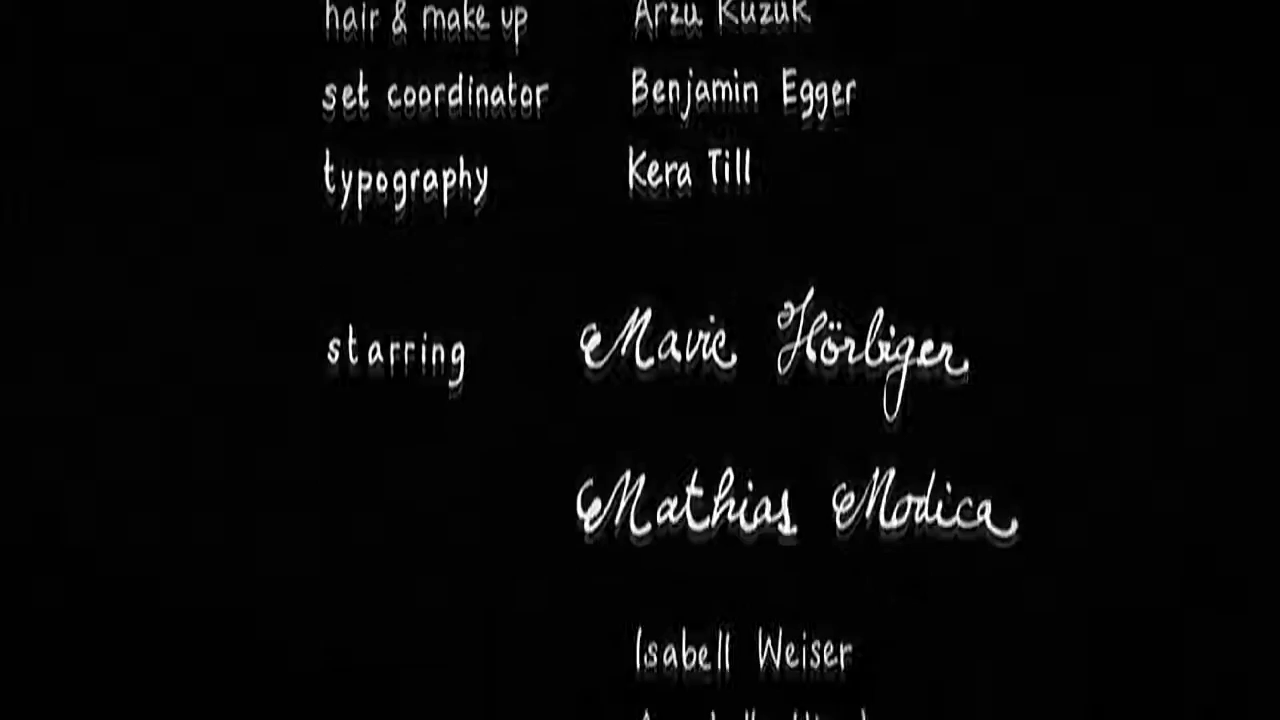 hair & make up Arzu Kuzuk
set coordinator Benjamin Egger
typography Kera Till
starring Mavie Hörbiger
Mathias Modica
Isabell Weiser